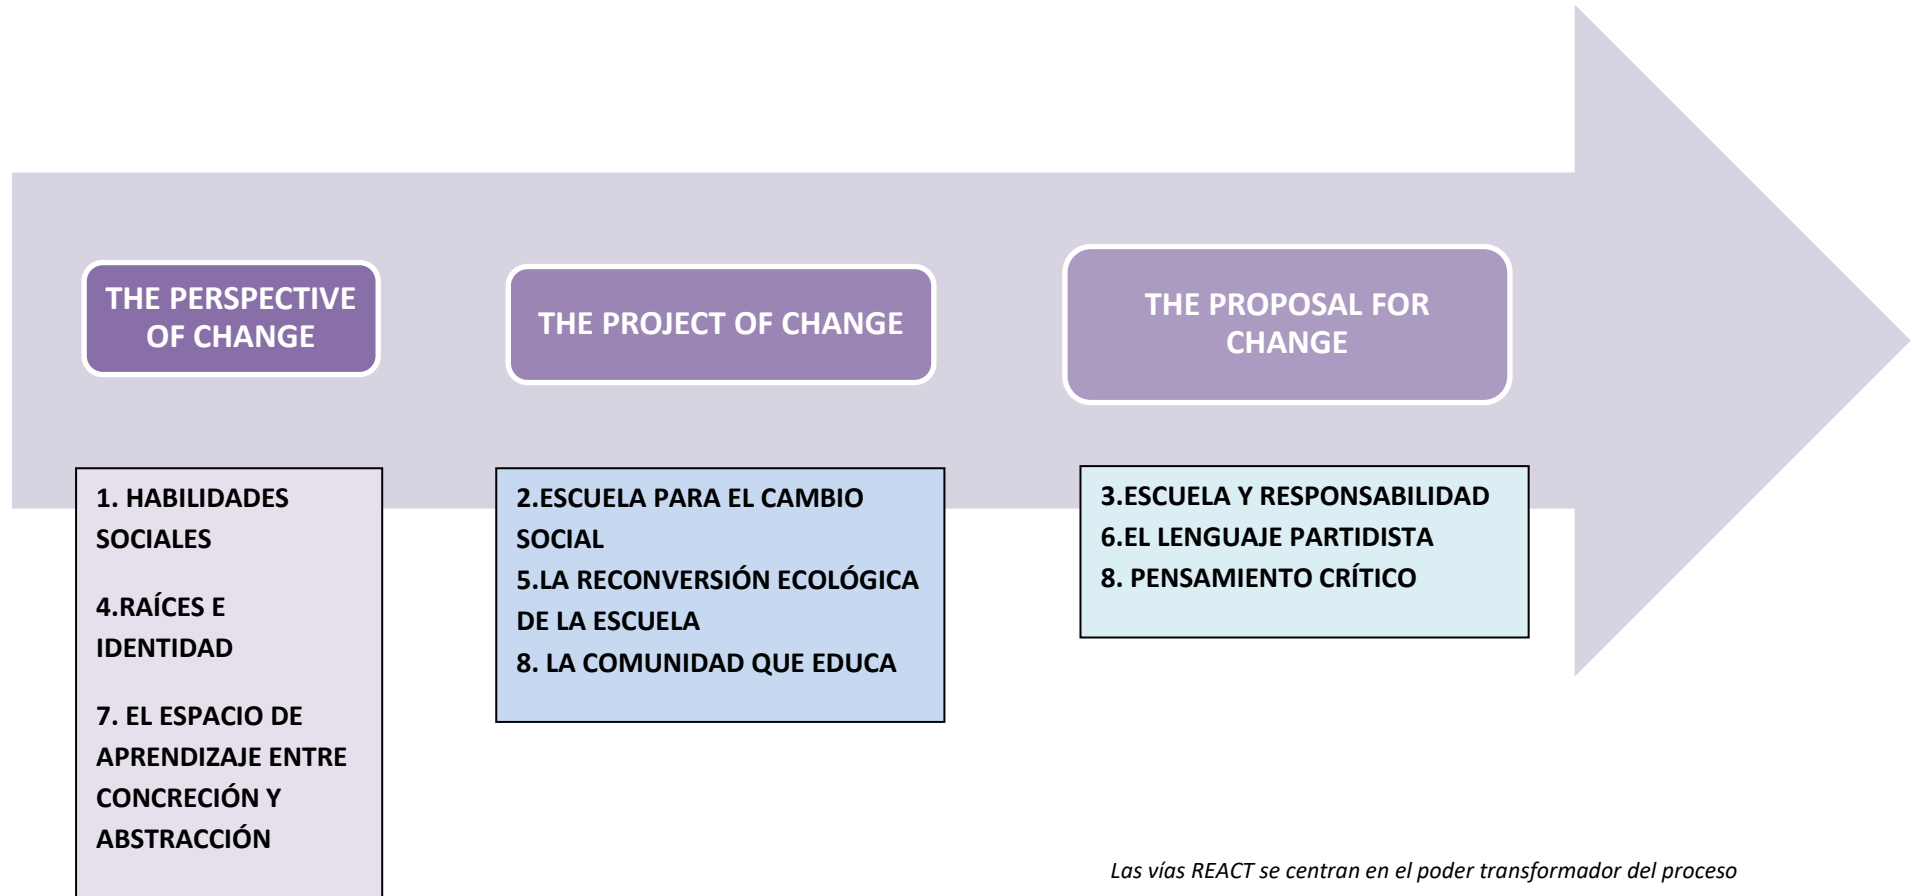 THE PERSPECTIVE
OF CHANGE
THE PROJECT OF CHANGE
THE PROPOSAL FOR
CHANGE
1. HABILIDADES
SOCIALES
4.RAÍCES E
IDENTIDAD
7. EL ESPACIO DE
APRENDIZAJE ENTRE
CONCRECIÓN Y
ABSTRACCIÓN
2.ESCUELA PARA EL CAMBIO
SOCIAL
5.LA RECONVERSIÓN ECOLÓGICA
DE LA ESCUELA
8. LA COMUNIDAD QUE EDUCA
3.ESCUELA Y RESPONSABILIDAD
6.EL LENGUAJE PARTIDISTA
8. PENSAMIENTO CRÍTICO
Las vías REACT se centran en el poder transformador del proceso